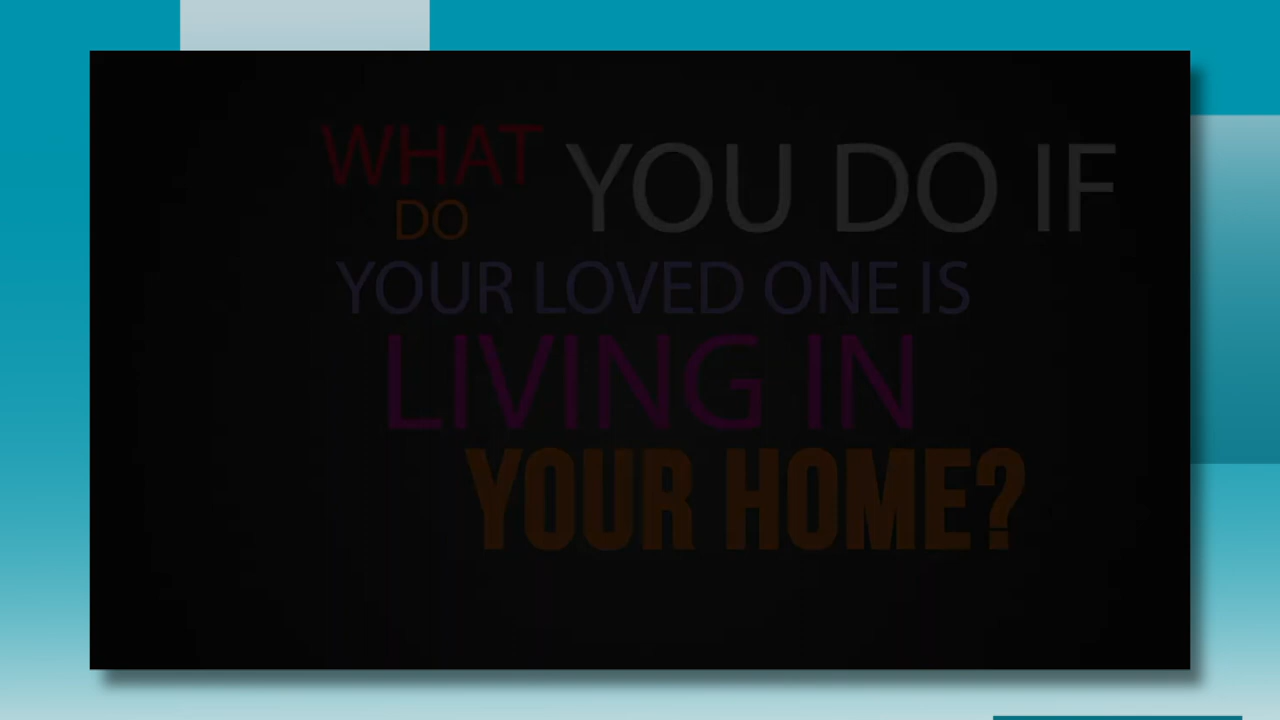 WHAT
DO
YOU DO IF
YOUR LOVED ONE IS
LIVING IN
YOUR HOME?